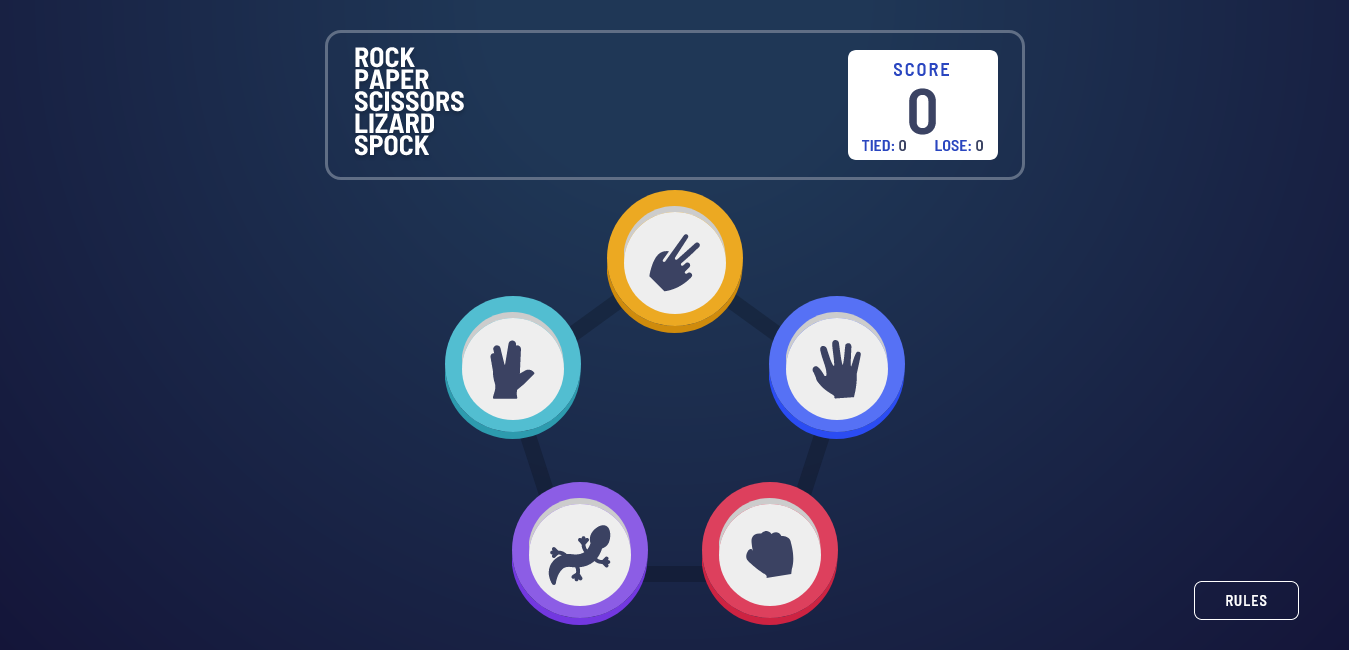 ROCK
PAPER
SCISSORS
LIZARD
SPOCK
SCORE
0
TIED: 0 LOSE: 0
RULES